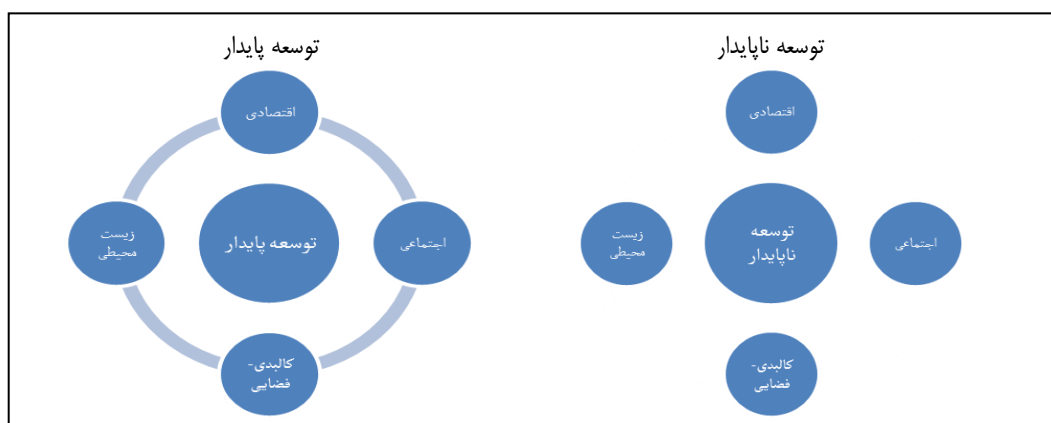 توسعه ناپایدار
اقتصادی
اجتماعی
توسعه
ناپایدار
زیست
محیطی
کالبدی-
فضایی
توسعه پایدار
اقتصادی
اجتماعی
توسعه پایدار
زیست
محیطی
کالبدی-
فضایی